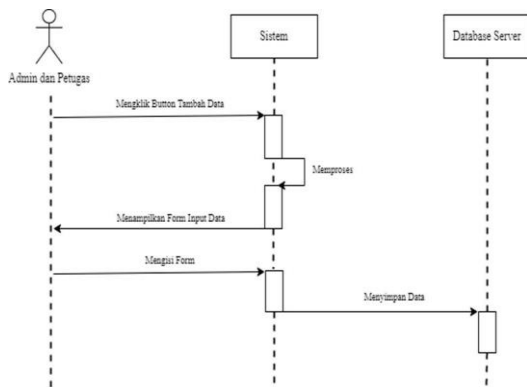 Sistem
Database Server
Admin dan Petugas
Mengklik Button Tambah Data
Memproses
Menampilkan Form Input Data
Mengisi Form
Menyimpan Data